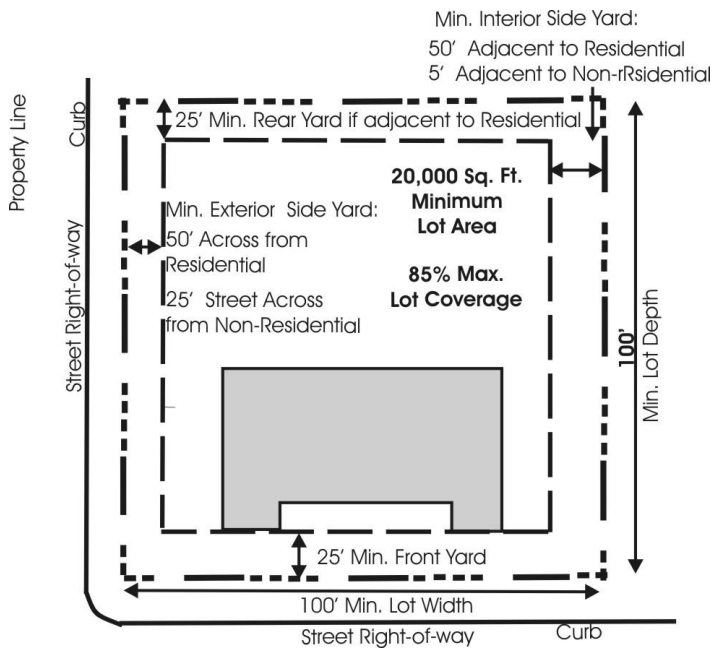 Min. Interior Side Yard:
50' Adjacent to Residential
5' Adjacent to Non-rRsidential
Property Line
Curb
25' Min. Rear Yard if adjacent to Residential
20,000 Sq. Ft.
Minimum
Lot Area
Min. Exterior Side Yard:
50' Across from
Residential
25' Street Across
from Non-Residential
85% Max.
Lot Coverage
Street Right-of-way
100'
Min. Lot Depth
25' Min. Front Yard
100' Min. Lot Width
Street Right-of-way
Curb